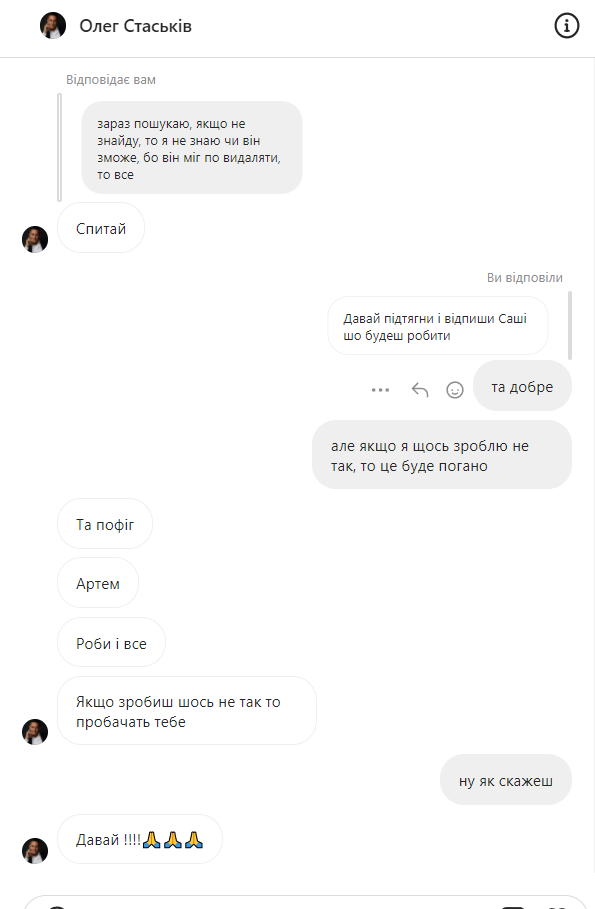 Олег Стаськів
Відповідає вам
зараз пошукаю, якщо не
знайду, то я не знаю чи він
зможе, бо він міг по видаляти,
то все
Спитай
Ви відповіли
Давай підтягни і відпиши Саші
шо будеш робити
та добре
але якщо я щось зроблю не
так, то це буде погано
Та пофіг
Артем
Роби і все
Якщо зробиш шось не так то
пробачать тебе
ну як скажеш
Давай !!!!🙏🙏🙏